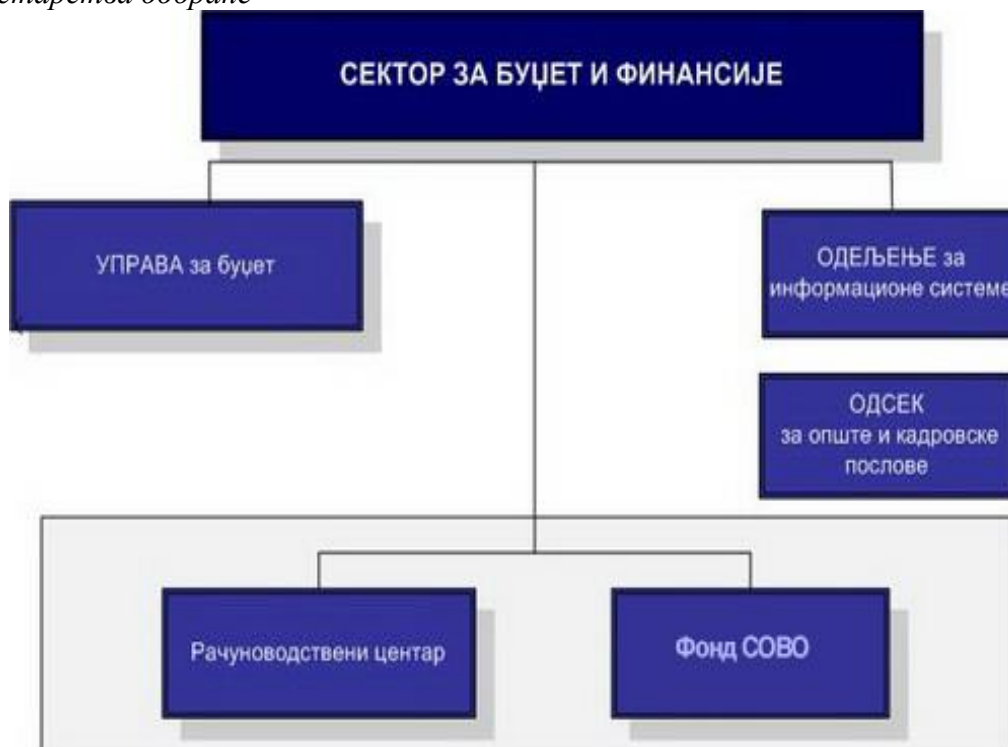 СЕКТОР ЗА БУЏЕТ И ФИНАНСИЈЕ
УПРАВА за буџет
ОДЕЉЕЊЕ за
информационе системе
ОДСЕК
за опште и кадровске
послове
Рачуноводствени центар
Фонд СОВО